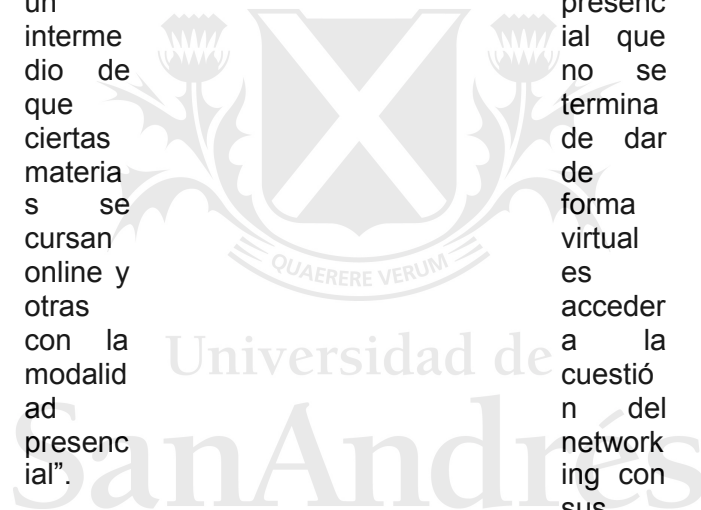 un
interme
dio de
que
ciertas
materia
s se
cursan
online y
otras
con la
modalid
ad
presenc
ial”.
presenc
ial que
no se
termina
de dar
de
forma
virtual
es
acceder
a la
cuestió
n del
network
ing con
sus
QUAERERE VERUM
Universidad de
SanAndrés